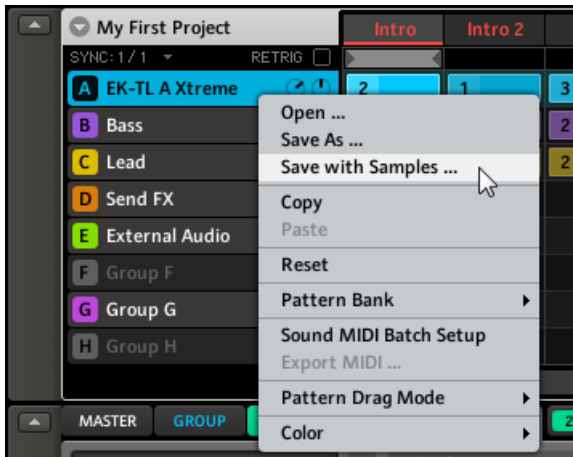 My First Project
Intro
Intro 2
SYNC: 1 / 1
RETRIG
A EK-TL A Xtreme
2
1
3
B Bass
2
C Lead
2
D Send FX
E External Audio
F Group F
G Group G
H Group H
Open ...
Save As ...
Save with Samples ...
Copy
Paste
Reset
Pattern Bank
Sound MIDI Batch Setup
Export MIDI ...
Pattern Drag Mode
Color
MASTER
GROUP
2